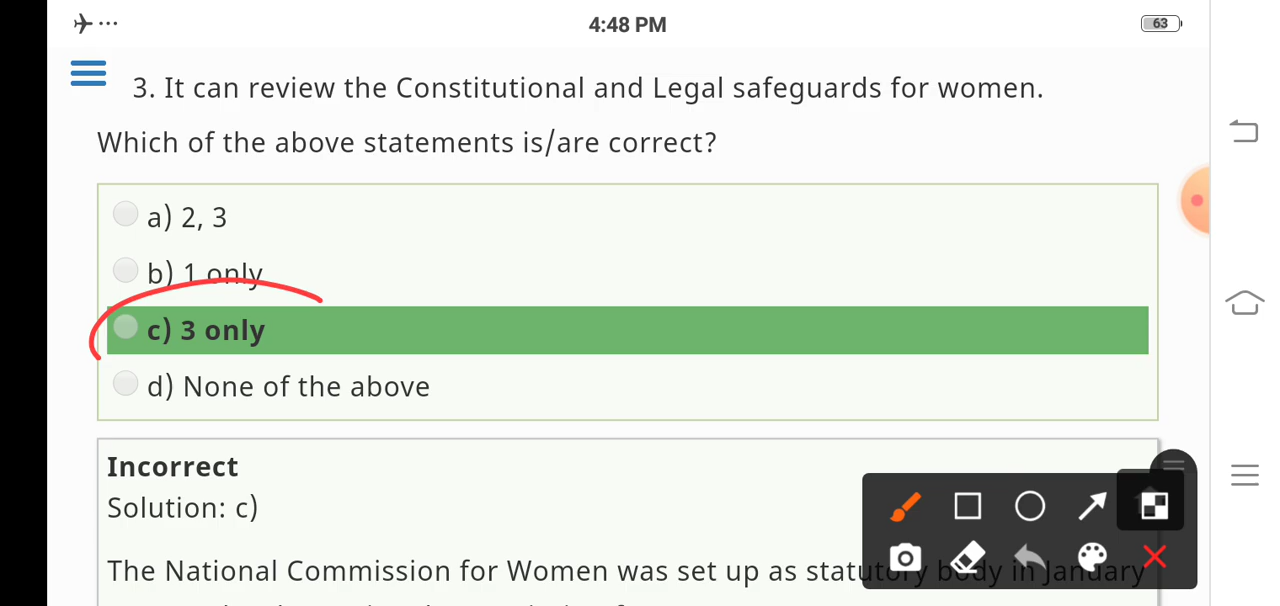 4:48 PM
63
3. It can review the Constitutional and Legal safeguards for women.
Which of the above statements is/are correct?
a) 2, 3
b) 1 only
c) 3 only
d) None of the above
Incorrect
Solution: c)
The National Commission for Women was set up as statutory body in January